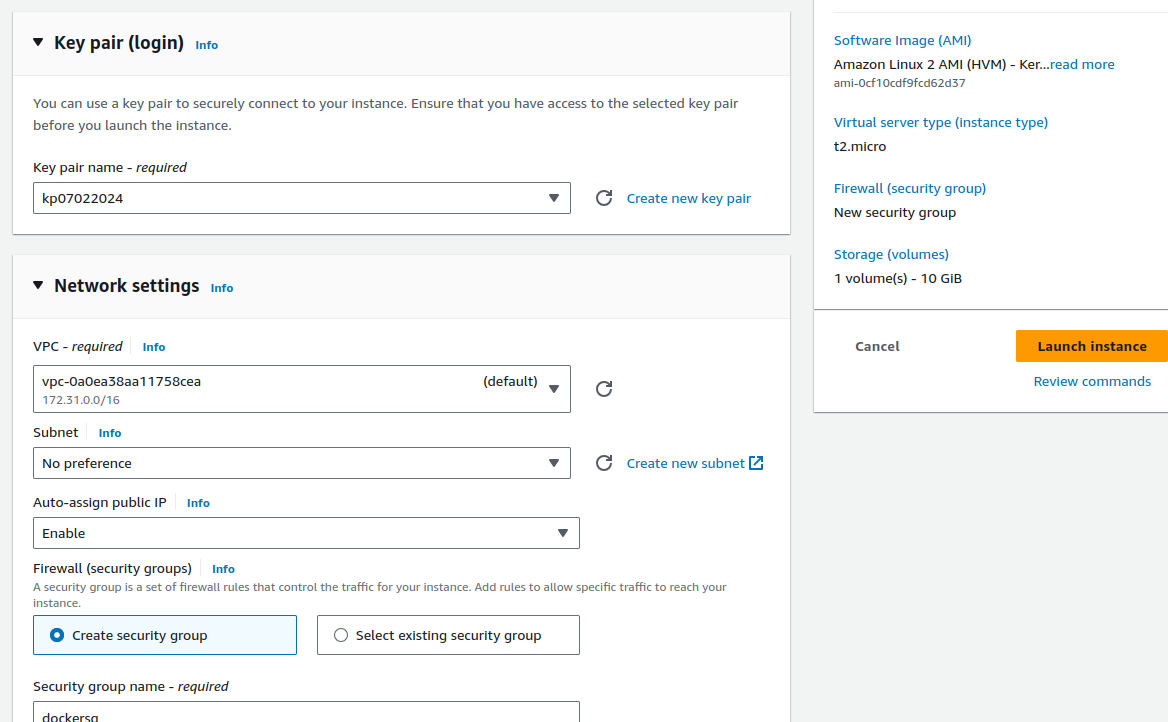 Key pair (login) Info
You can use a key pair to securely connect to your instance. Ensure that you have access to the selected key pair
before you launch the instance.
Key pair name - required
kp07022024
Create new key pair
Network settings Info
VPC - required Info
vpc-0a0ea38aa11758cea (default)
172.31.0.0/16
Subnet Info
No preference
Create new subnet
Auto-assign public IP Info
Enable
Firewall (security groups) Info
A security group is a set of firewall rules that control the traffic for your instance. Add rules to allow specific traffic to reach your
instance.
Create security group
Select existing security group
Security group name - required
dockersg
Software Image (AMI)
Amazon Linux 2 AMI (HVM) - Ker...read more
ami-0cf10cdf9fcd62d37
Virtual server type (instance type)
t2.micro
Firewall (security group)
New security group
Storage (volumes)
1 volume(s) - 10 GiB
Cancel
Launch instance
Review commands